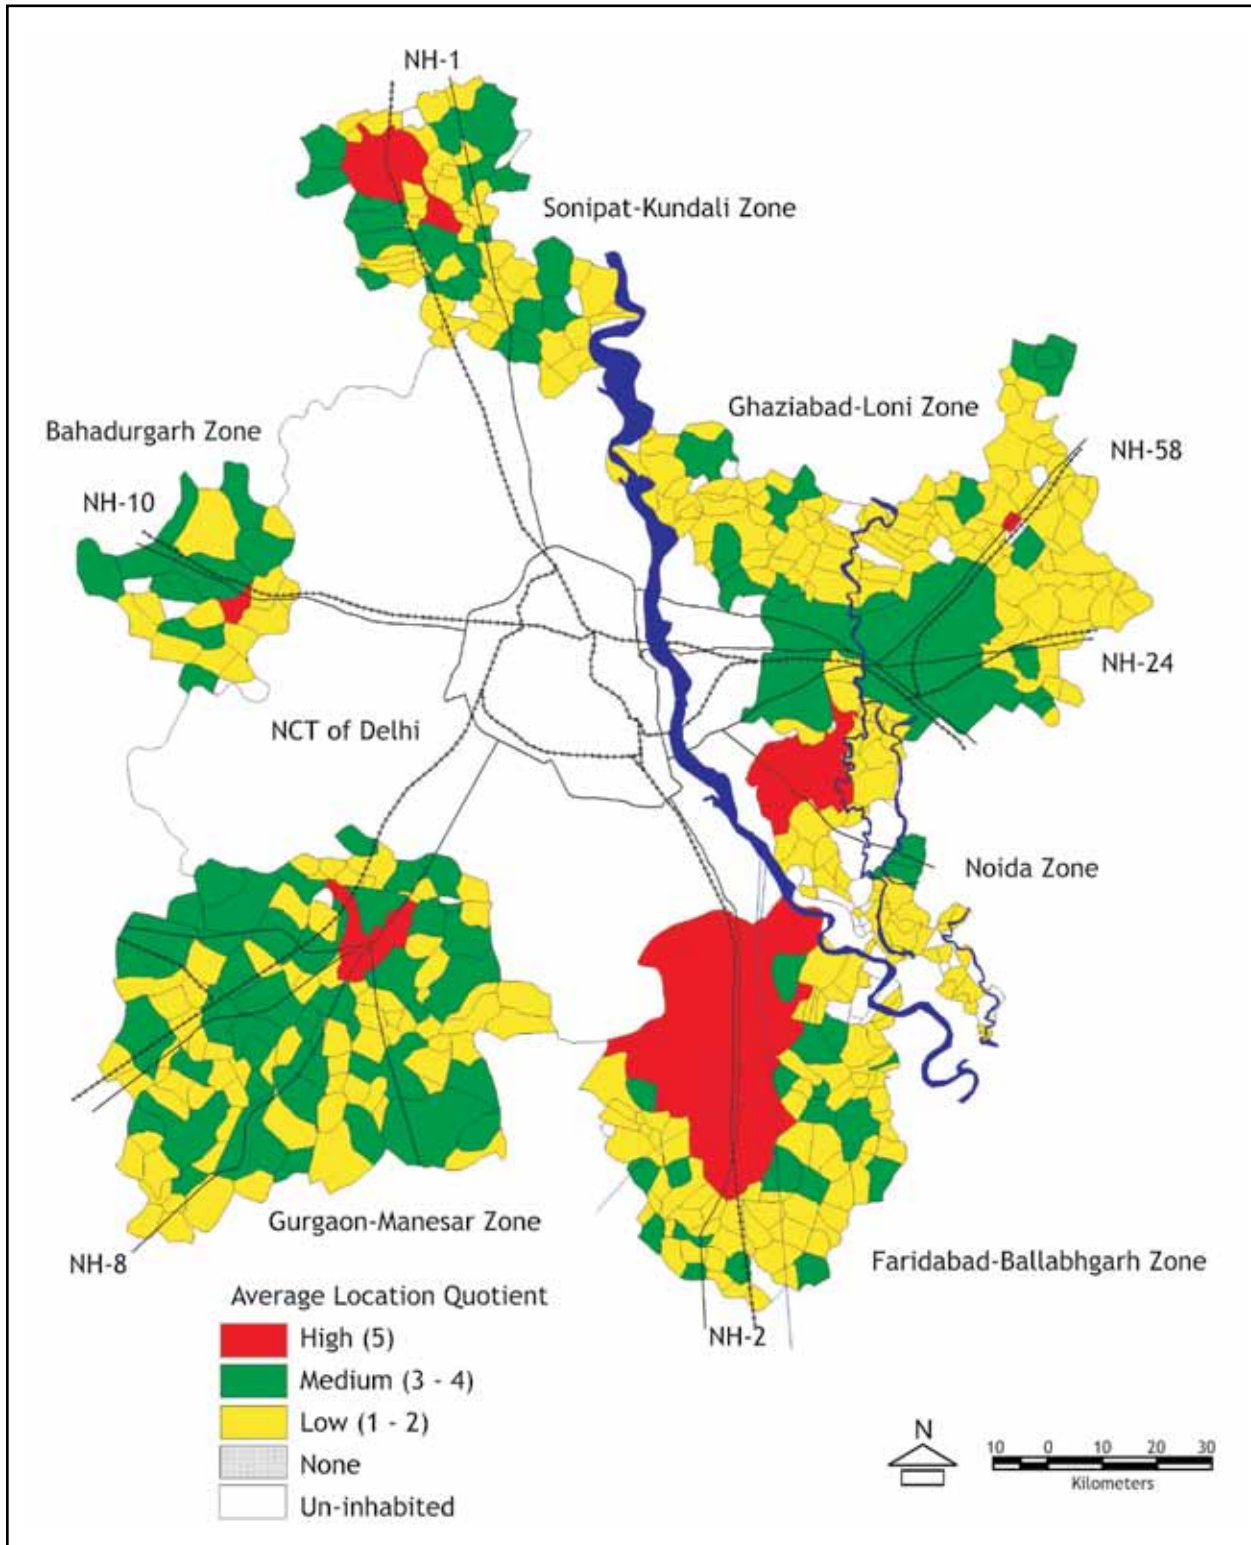 NH-1
Sonipat-Kundali Zone
Ghaziabad-Loni Zone
Bahadurgarh Zone
NH-58
NH-10
NH-24
NCT of Delhi
Noida Zone
Gurgaon-Manesar Zone
NH-8
Faridabad-Ballabhgarh Zone
NH-2
Average Location Quotient
High (5)
Medium (3 - 4)
Low (1 - 2)
None
Un-inhabited
N
10 0 10 20 30
Kilometers